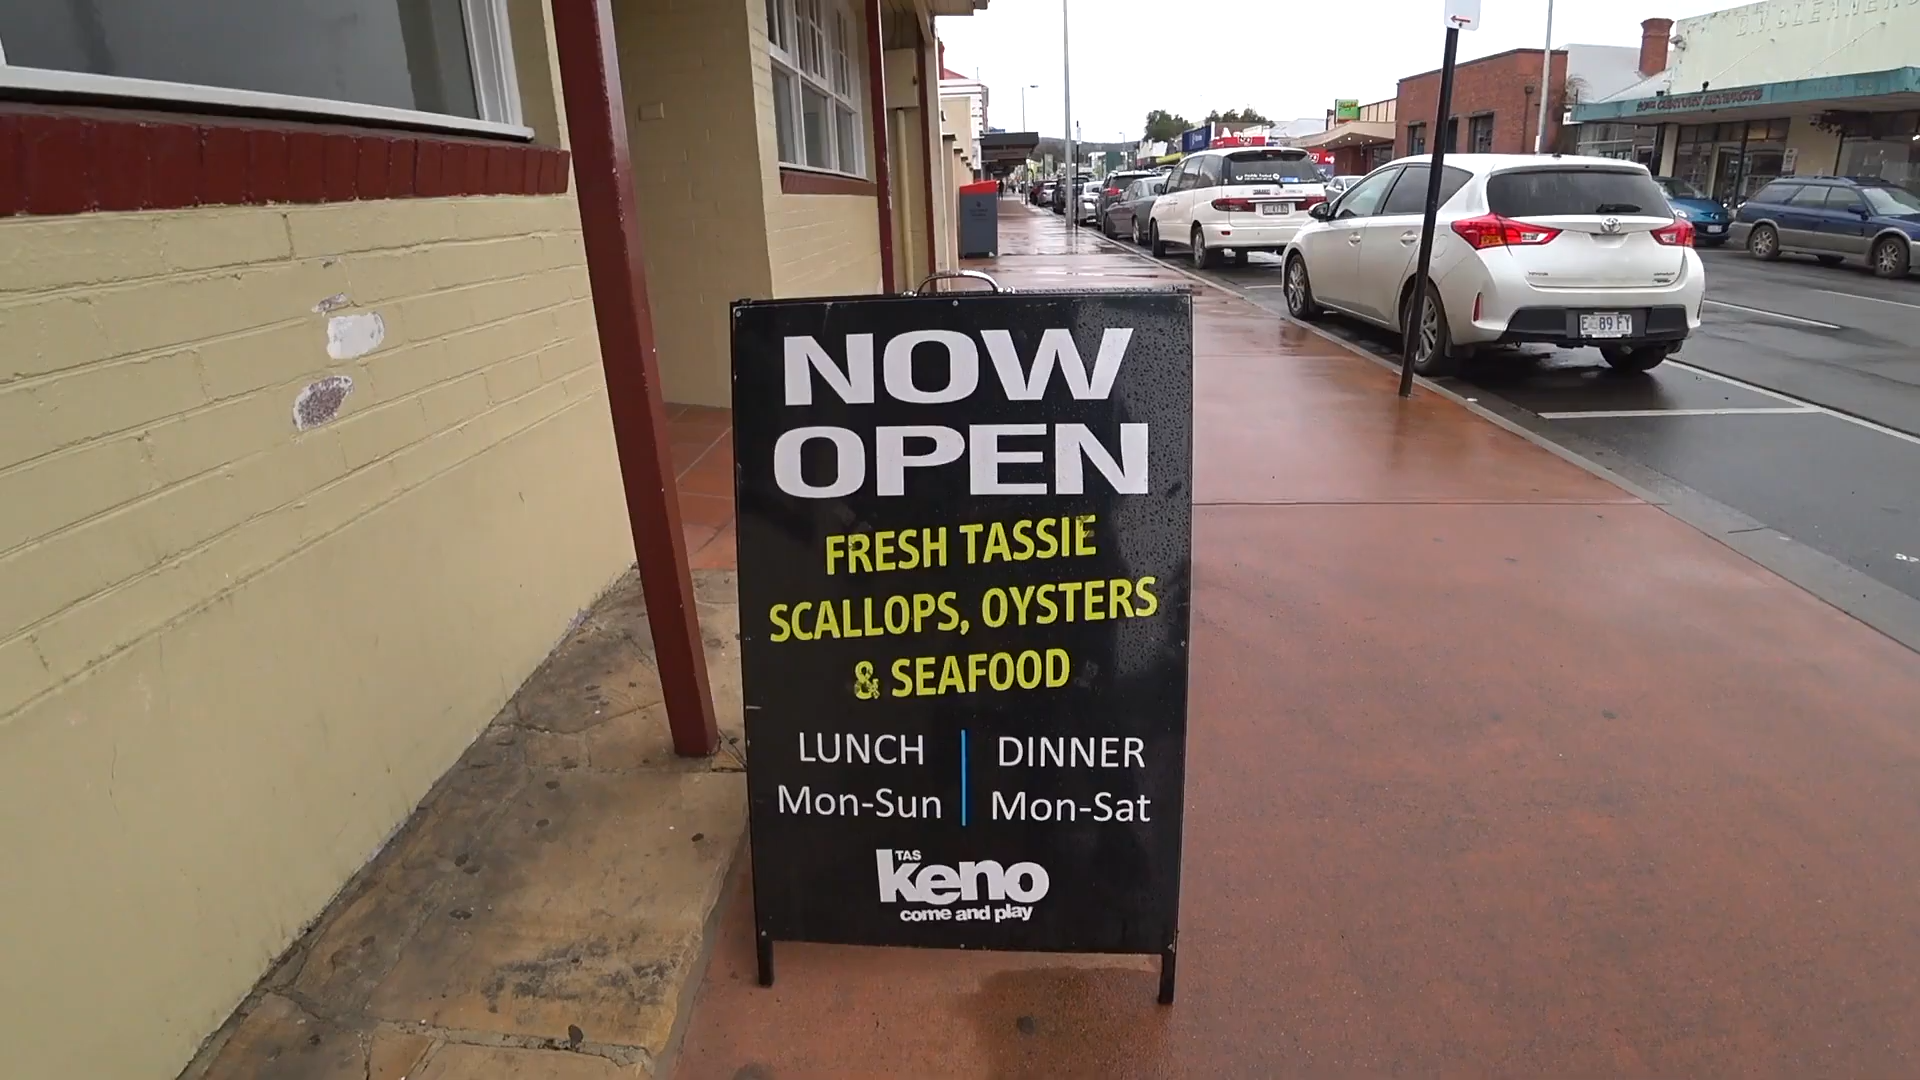 NOW
OPEN
FRESH TASSIE
SCALLOPS, OYSTERS
& SEAFOOD
LUNCH
Mon-Sun
DINNER
Mon-Sat
TAS
keno
come and play
E 89 FY